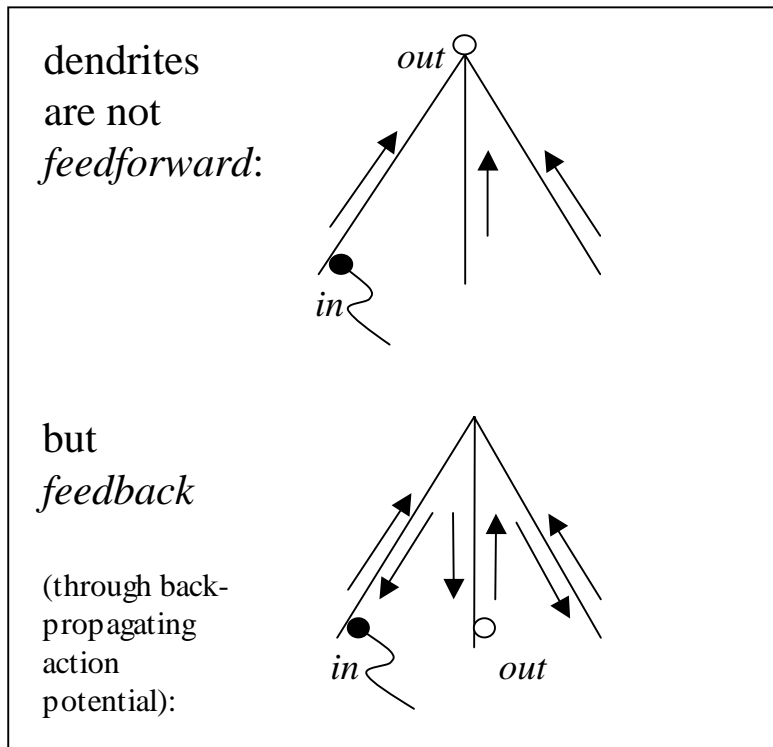 dendrites
are not
feedforward:
out
in
but
feedback
(through back-
propagating
action
potential):
in
out